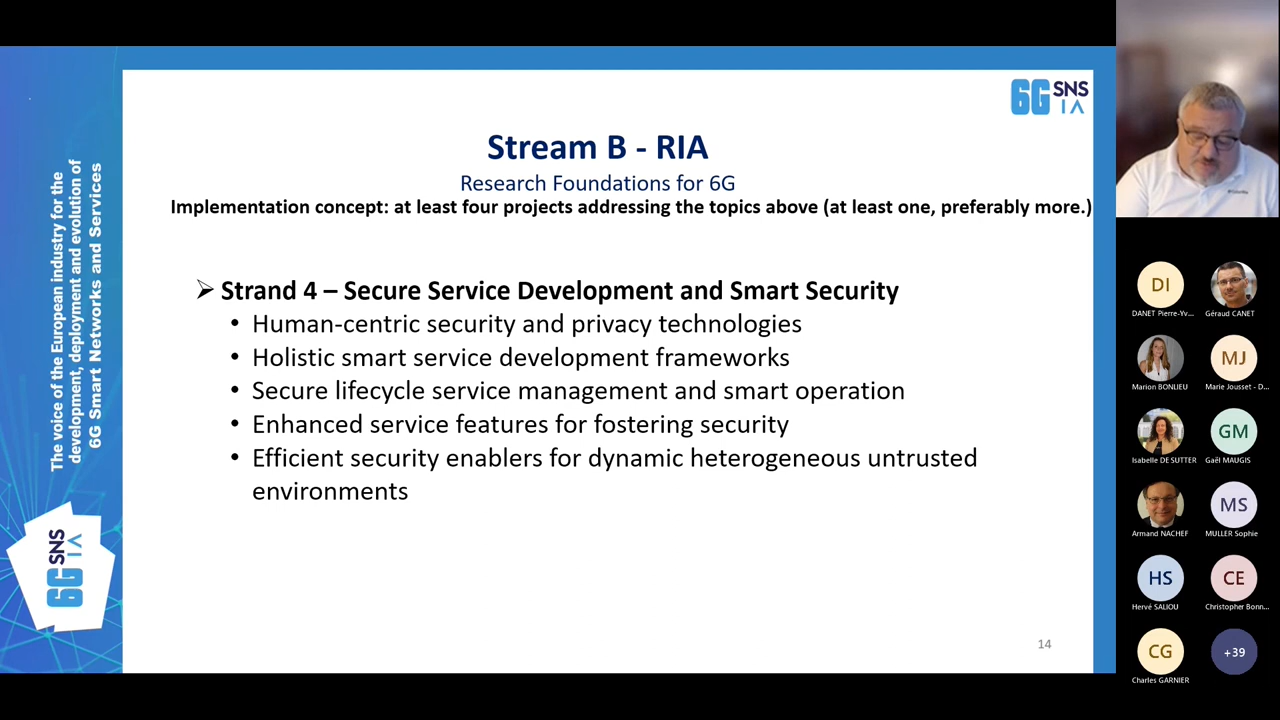 6G SNS
IA
Stream B - RIA
Research Foundations for 6G
Implementation concept: at least four projects addressing the topics above (at least one, preferably more.)
➢ Strand 4 – Secure Service Development and Smart Security
• Human-centric security and privacy technologies
• Holistic smart service development frameworks
• Secure lifecycle service management and smart operation
• Enhanced service features for fostering security
• Efficient security enablers for dynamic heterogeneous untrusted
environments
14
The voice of the European industry for the
development, deployment and evolution of
6G Smart Networks and Services
6G SNS
IA
DI
DANET Pierre-Yv...
Géraud CANET
Marion BONLIEU
MJ
Marie Jousset - D...
Isabelle DE SUTTER
GM
Gaël MAUGIS
Armand NACHEF
MS
MULLER Sophie
HS
Hervé SALIOU
CE
Christopher Bonn...
CG
Charles GARNIER
+39